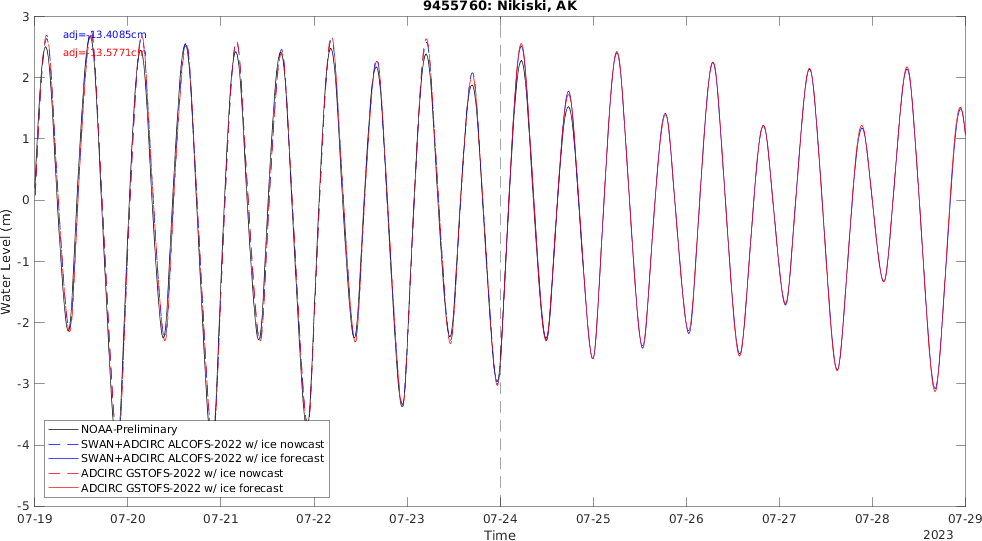 9455760: Nikiski, AK
adj=-13.4085cm
adj=-13.5771cm
3
2
1
0
-1
-2
-3
-4
-5
Water Level (m)
NOAA-Preliminary
SWAN+ADCIRC ALCOFS-2022 w/ ice nowcast
SWAN+ADCIRC ALCOFS-2022 w/ ice forecast
ADCIRC GSTOFS-2022 w/ ice nowcast
ADCIRC GSTOFS-2022 w/ ice forecast
07-19 07-20 07-21 07-22 07-23 07-24 07-25 07-26 07-27 07-28 07-29
Time
2023